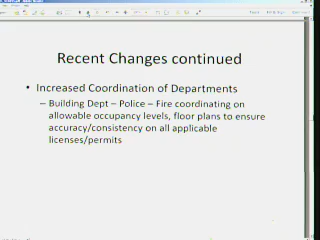 Recent Changes continued
• Increased Coordination of Departments
– Building Dept – Police – Fire coordinating on
allowable occupancy levels, floor plans to ensure
accuracy/consistency on all applicable
licenses/permits